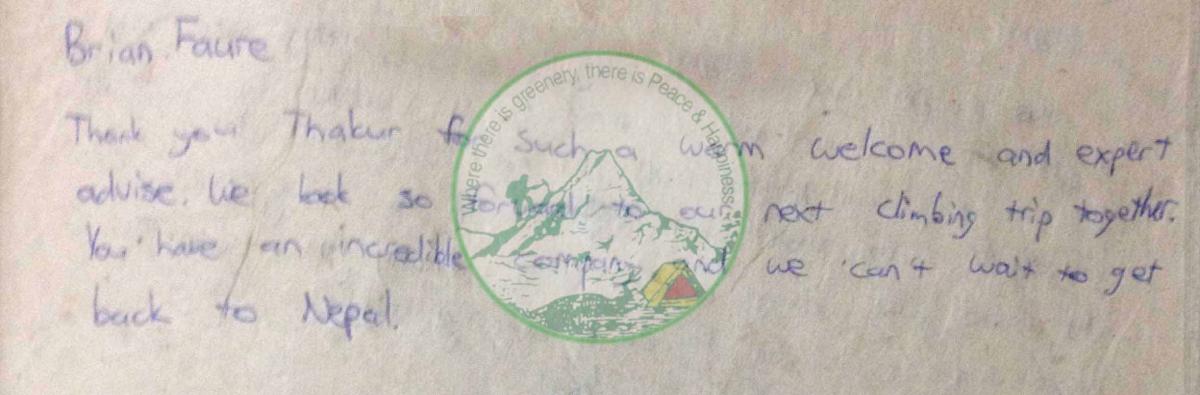 Brian Faure
Where there is greenery, there is Peace & Happiness.
Thank you Thakur for such a warm welcome and expert
advise. We look so forward to our next climbing trip together.
You have an incredible company and we can't wait to get
back to Nepal.